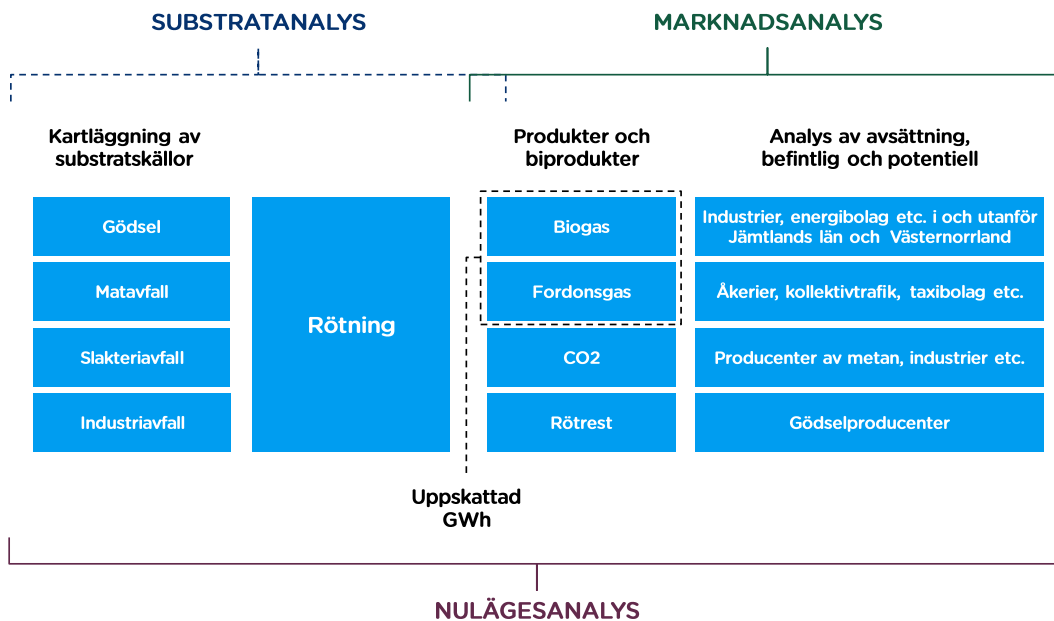 SUBSTRATANALYS
MARKNADSANALYS
Kartläggning av
substratskällor
Produkter och
biprodukter
Analys av avsättning,
befintlig och potentiell
Gödsel
Matavfall
Slakteriavfall
Industriavfall
Rötning
Biogas
Fordonsgas
CO2
Rötrest
Industrier, energibolag etc. i och utanför
Jämtlands län och Västernorrland
Åkerier, kollektivtrafik, taxibolag etc.
Producenter av metan, industrier etc.
Gödselproducenter
Uppskattad
GWh
NULÄGESANALYS